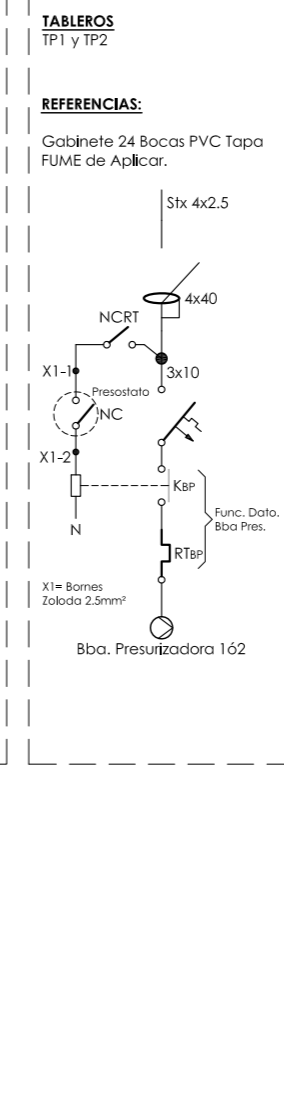 TABLEROS
TP1 y TP2
REFERENCIAS:
Gabinete 24 Bocas PVC Tapa
FUME de Aplicar.
Stx 4x2.5
4x40
NCRT
X1-1
3x10
Presostato
NC
X1-2
KBP
Func. Dato.
Bba Pres.
N
RTBP
X1= Bornes
Zoloda 2.5mm²
Bba. Presurizadora 1ó2